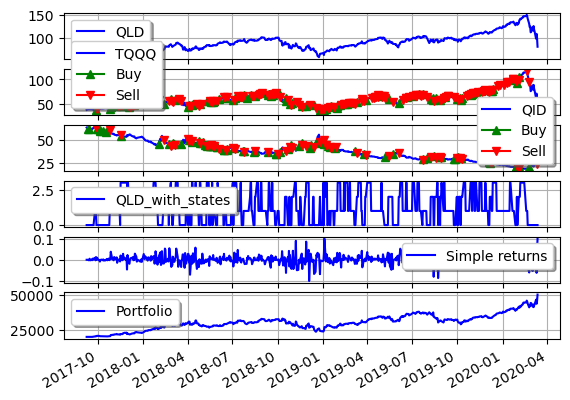 150
100
QLD
TQQQ
Buy
Sell
100
50
QID
Buy
Sell
50
25
2.5
0.0
QLD_with_states
0.1
0.0
−0.1
Simple returns
50000
25000
Portfolio
2017-10
2018-01
2018-04
2018-07
2018-10
2019-01
2019-04
2019-07
2019-10
2020-01
2020-04